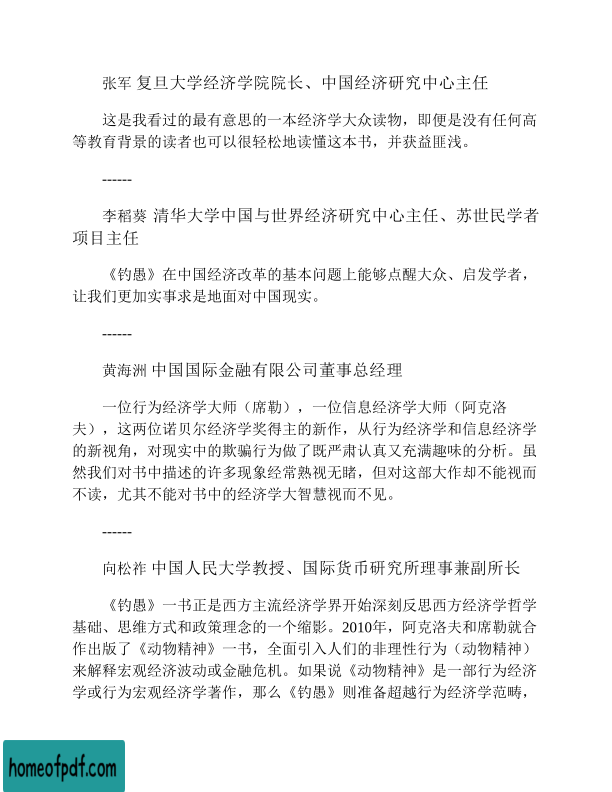 张军 复旦大学经济学院院长、中国经济研究中心主任
这是我看过的最有意思的一本经济学大众读物，即便是没有任何高
等教育背景的读者也可以很轻松地读懂这本书，并获益匪浅。
------
李稻葵 清华大学中国与世界经济研究中心主任、苏世民学者
项目主任
《钓愚》在中国经济改革的基本问题上能够点醒大众、启发学者，
让我们更加实事求是地面对中国现实。
------
黄海洲 中国国际金融有限公司董事总经理
一位行为经济学大师（席勒），一位信息经济学大师（阿克洛
夫），这两位诺贝尔经济学奖得主的新作，从行为经济学和信息经济学
的新视角，对现实中的欺骗行为做了既严肃认真又充满趣味的分析。虽
然我们对书中描述的许多现象经常熟视无睹，但对这部大作却不能视而
不读，尤其不能对书中的经济学大智慧视而不见。
------
向松祚 中国人民大学教授、国际货币研究所理事兼副所长
《钓愚》一书正是西方主流经济学界开始深刻反思西方经济学哲学
基础、思维方式和政策理念的一个缩影。2010年，阿克洛夫和席勒就合
作出版了《动物精神》一书，全面引入人们的非理性行为（动物精神）
来解释宏观经济波动或金融危机。如果说《动物精神》是一部行为经济
学或行为宏观经济学著作，那么《钓愚》则准备超越行为经济学范畴，
homeofpdf.com